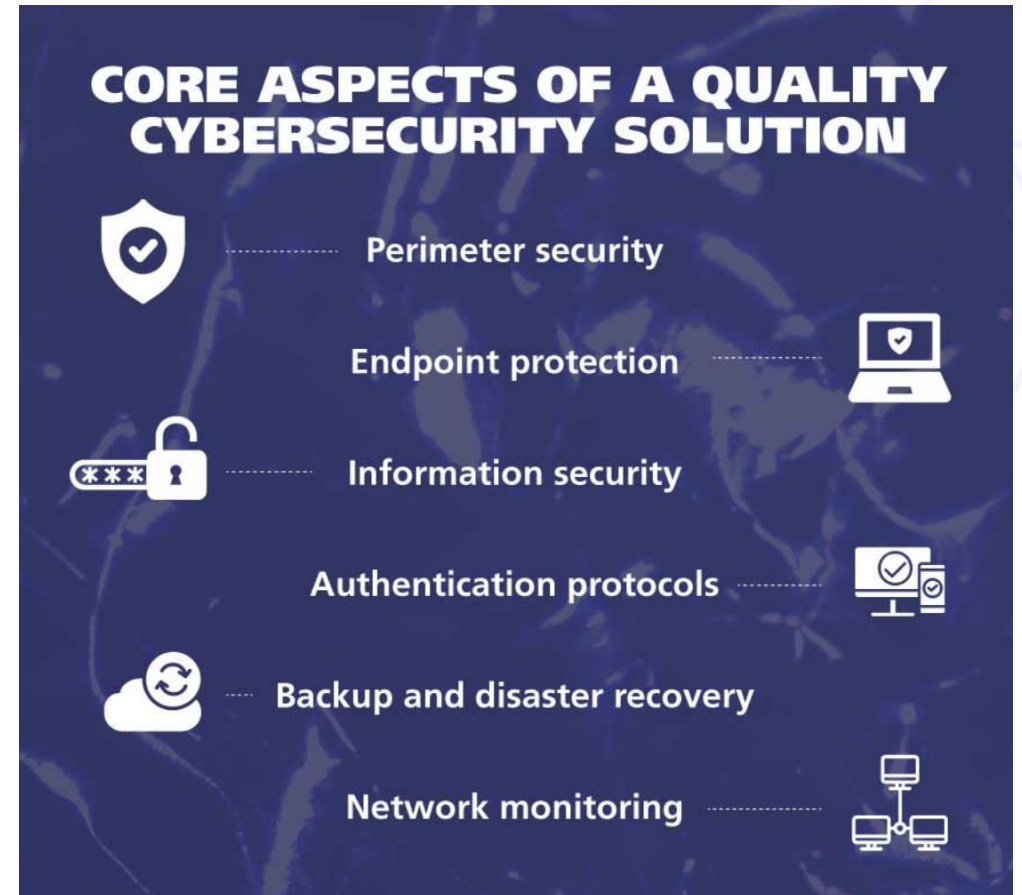 CORE ASPECTS OF A QUALITY
CYBERSECURITY SOLUTION
Perimeter security
Endpoint protection
***
Information security
Authentication protocols
Backup and disaster recovery
Network monitoring